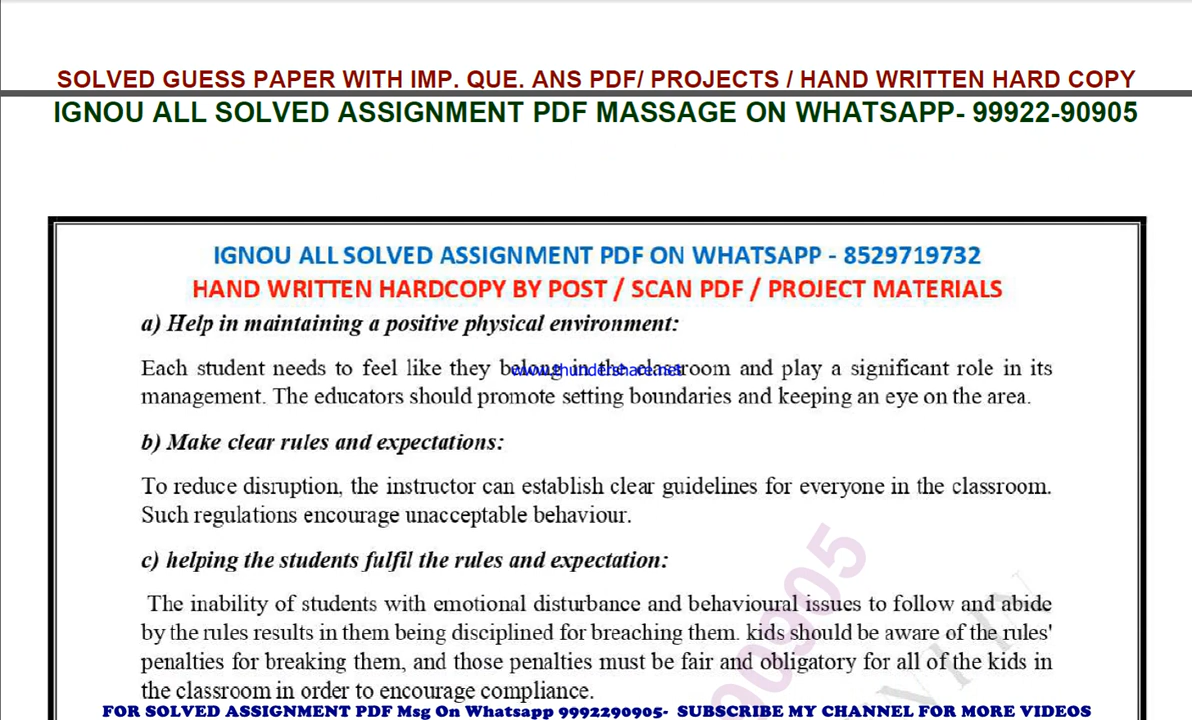 SOLVED GUESS PAPER WITH IMP. QUE. ANS PDF/ PROJECTS / HAND WRITTEN HARD COPY
IGNOU ALL SOLVED ASSIGNMENT PDF MASSAGE ON WHATSAPP- 99922-90905
IGNOU ALL SOLVED ASSIGNMENT PDF ON WHATSAPP - 8529719732
HAND WRITTEN HARDCOPY BY POST / SCAN PDF / PROJECT MATERIALS
a) Help in maintaining a positive physical environment:
Each student needs to feel like they belong in the classroom and play a significant role in its
www.thundershare.net
management. The educators should promote setting boundaries and keeping an eye on the area.
b) Make clear rules and expectations:
To reduce disruption, the instructor can establish clear guidelines for everyone in the classroom.
Such regulations encourage unacceptable behaviour.
c) helping the students fulfil the rules and expectation:
The inability of students with emotional disturbance and behavioural issues to follow and abide
by the rules results in them being disciplined for breaching them. kids should be aware of the rules'
penalties for breaking them, and those penalties must be fair and obligatory for all of the kids in
the classroom in order to encourage compliance.
00905
FOR SOLVED ASSIGNMENT PDF Msg On Whatsapp 9992290905- SUBSCRIBE MY CHANNEL FOR MORE VIDEOS